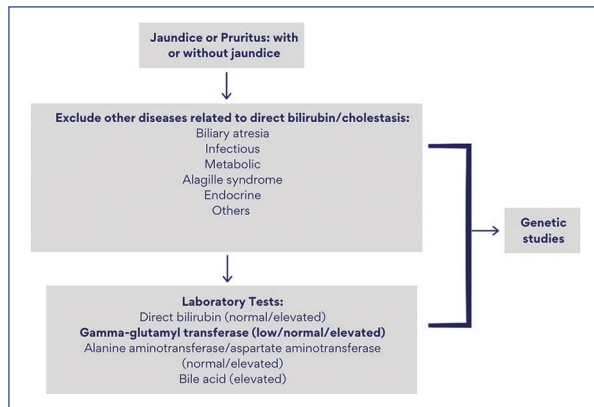 Jaundice or Pruritus: with
or without jaundice
Exclude other diseases related to direct bilirubin/cholestasis:
Biliary atresia
Infectious
Metabolic
Alagille syndrome
Endocrine
Others
Genetic
studies
Laboratory Tests:
Direct bilirubin (normal/elevated)
Gamma-glutamyl transferase (low/normal/elevated)
Alanine aminotransferase/aspartate aminotransferase
(normal/elevated)
Bile acid (elevated)